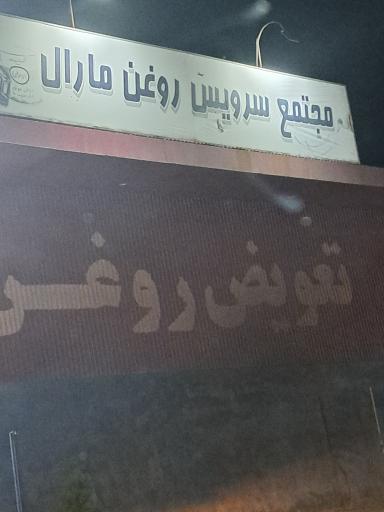 مجتمع سرویس روغن مارال
تعویض روغن